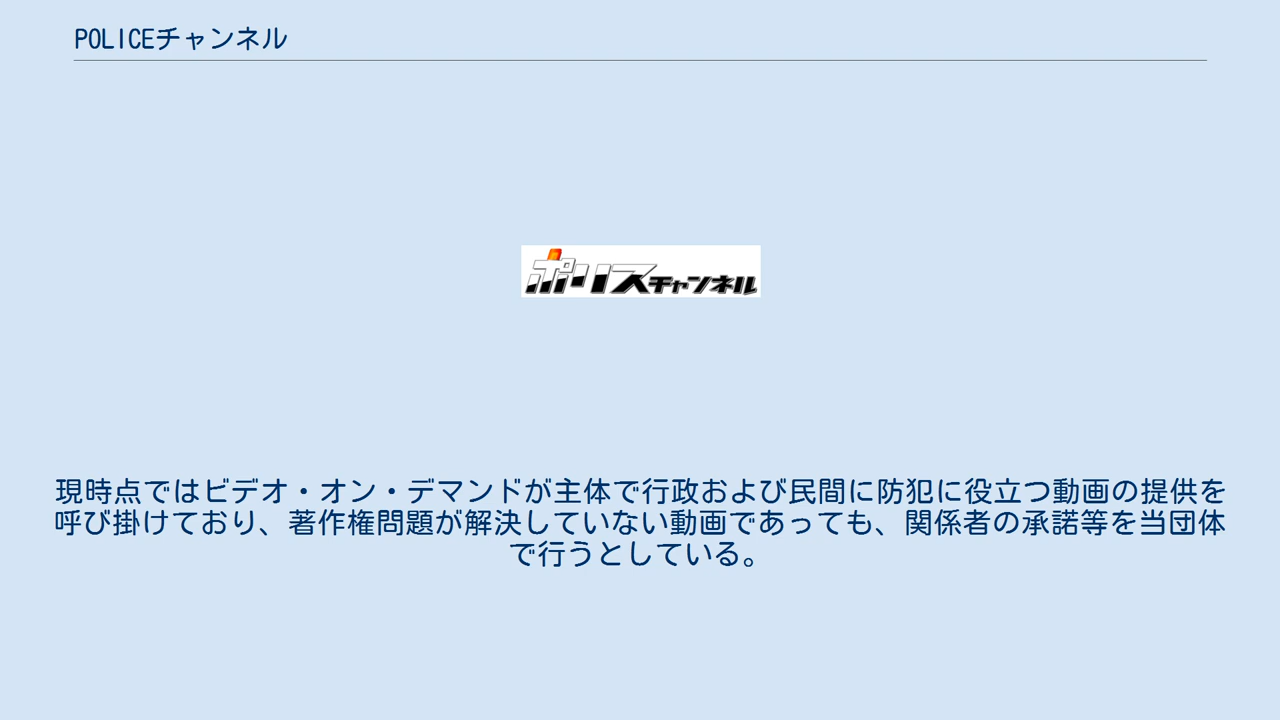 POLICEチャンネル
ポリスチャンネル
現時点ではビデオ・オン・デマンドが主体で行政および民間に防犯に役立つ動画の提供を
呼び掛けており、著作権問題が解決していない動画であっても、関係者の承諾等を当団体
で行うとしている。